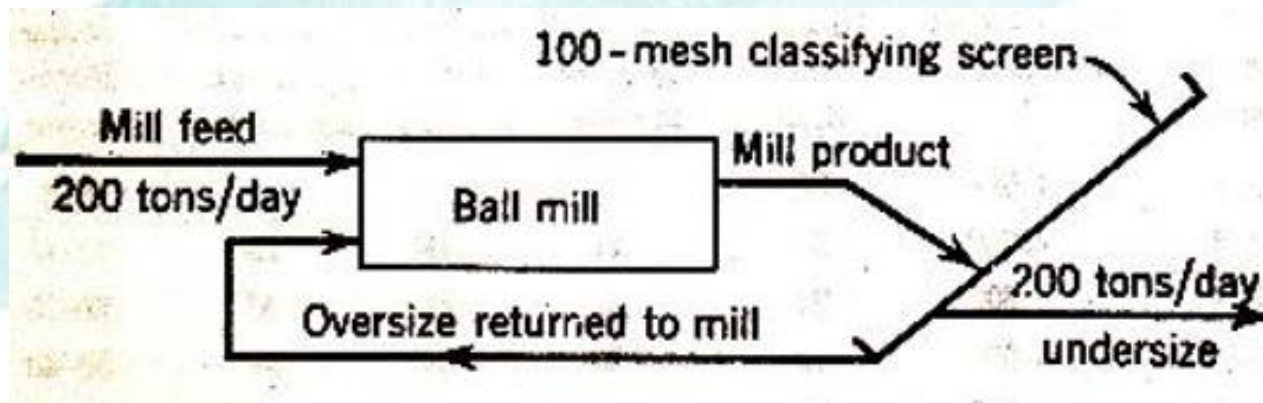 100-mesh classifying screen
Mill feed
200 tons/day
Ball mill
Mill product
Oversize returned to mill
200 tons/day
undersize